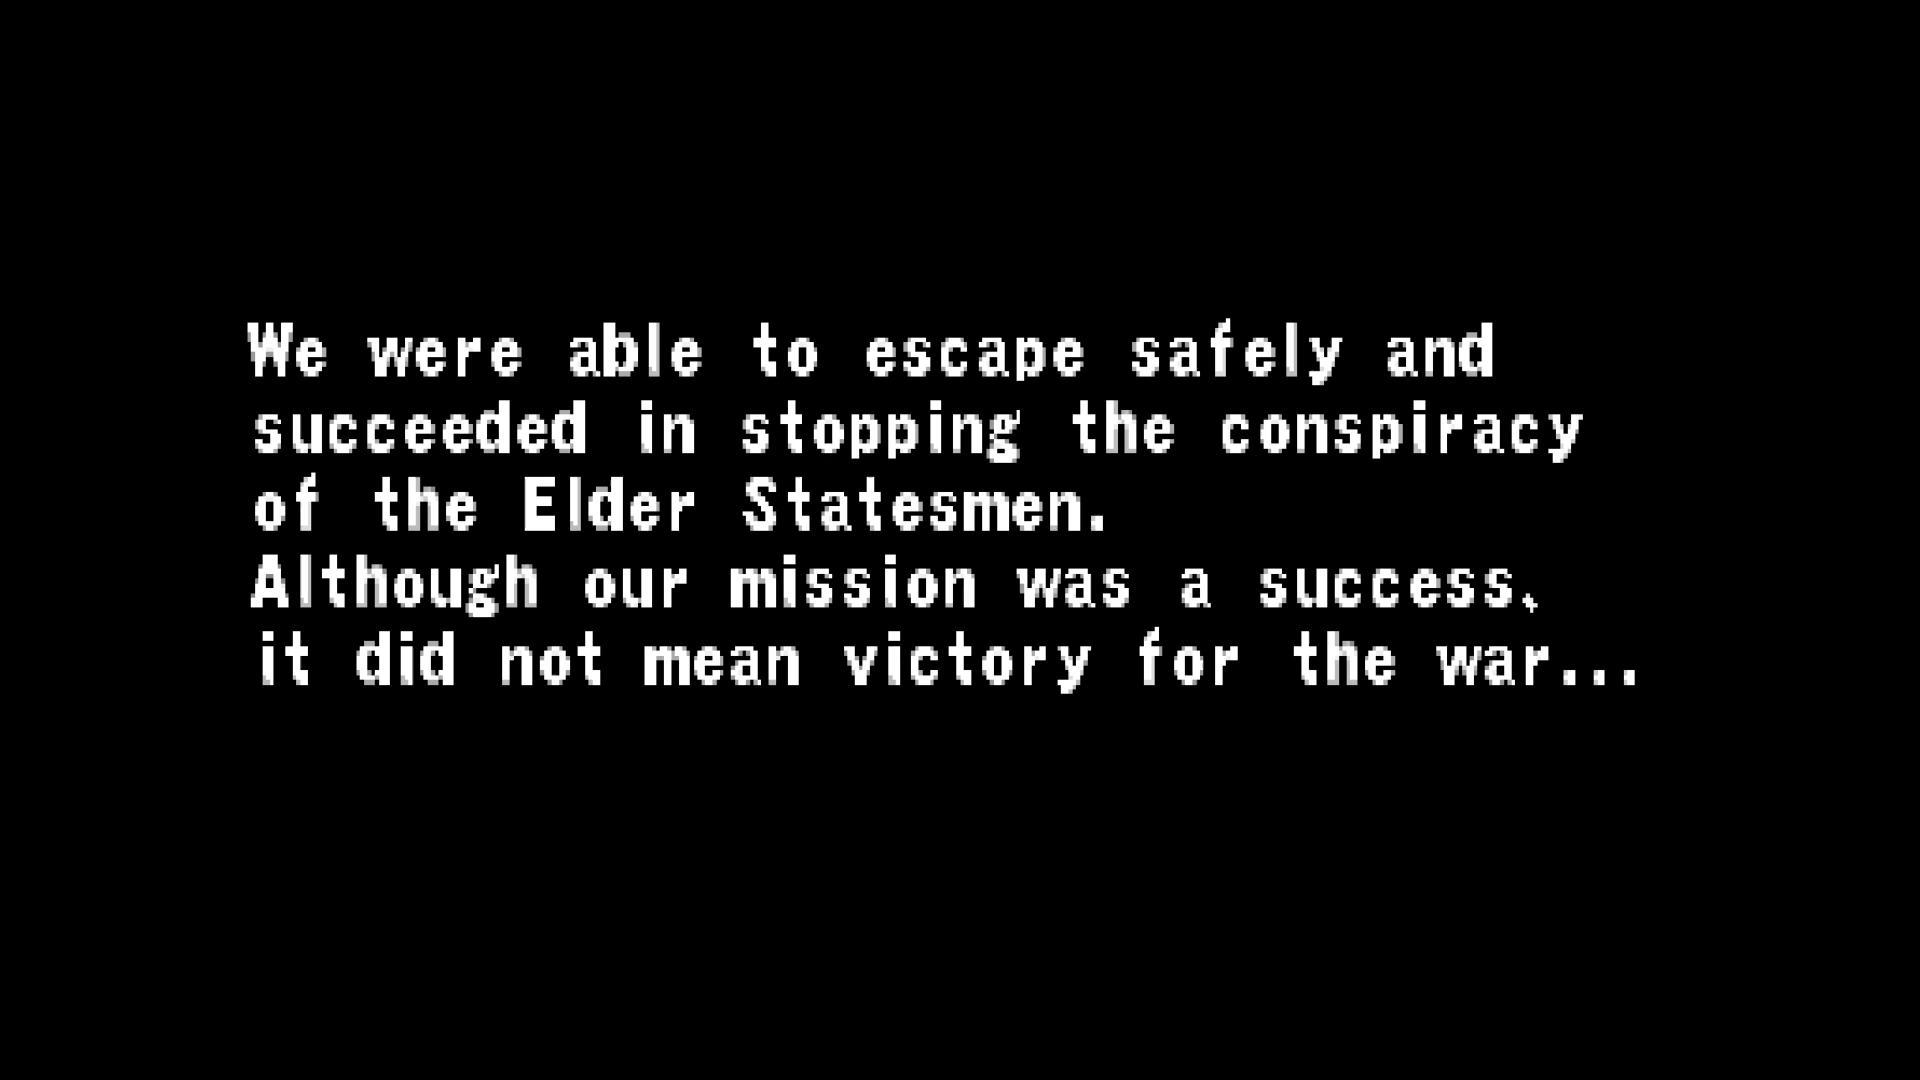 We were able to escape safely and
succeeded in stopping the conspiracy
of the Elder Statesmen.
Although our mission was a success,
it did not mean victory for the war...